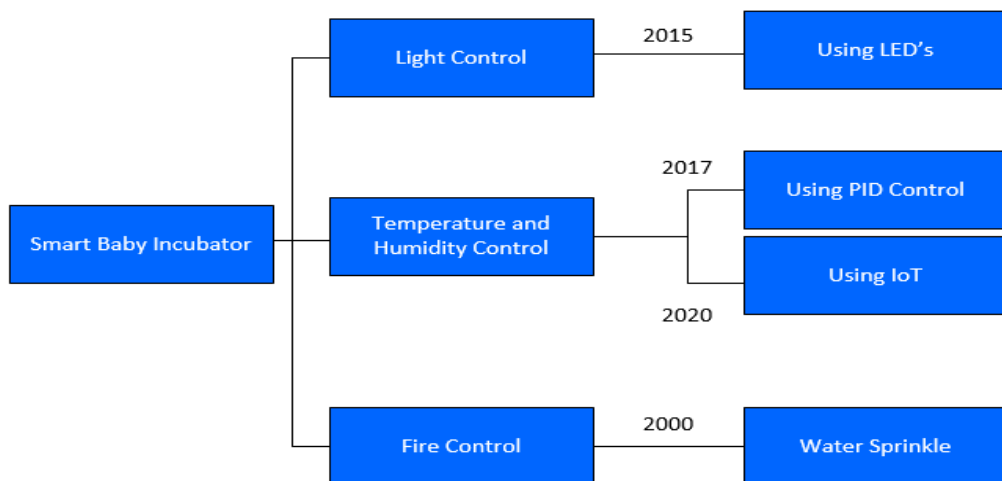 Light Control
2015
Using LED’s
Smart Baby Incubator
Temperature and
Humidity Control
2017
Using PID Control
Using IoT
2020
Fire Control
2000
Water Sprinkle